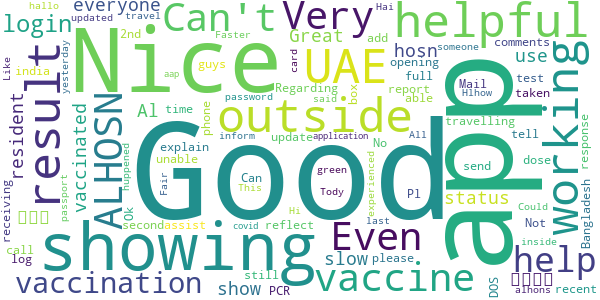 hallo
updated
travel
everyone
Can't
Very
Hai
helpful
login
2nd
Faster
Great
add
someone
Like
yesterday
aap
guys
card
hosn
opening
comments
Nice
UAE
use
india
Regarding
box
full
test
Mail
result
Al
time
report
able
taken
Hlhow
resident
vaccinated
ALHOSN
password
said
outside
app
working
phone
No
travelling
explain
inform
update
tell
response
unable
Good
application
All
green
dose
Can
This
Tody
Pl
send
status
receiving
passport
huppened
Fair
experienced
Could
Bangladesh
Ok
second
assist
Hi
Even
Not
reflect
last
inside
call
covid
showing
slow
please
help
log
still
vaccine
vaccination
show
PCR
DOS
alhons
recent